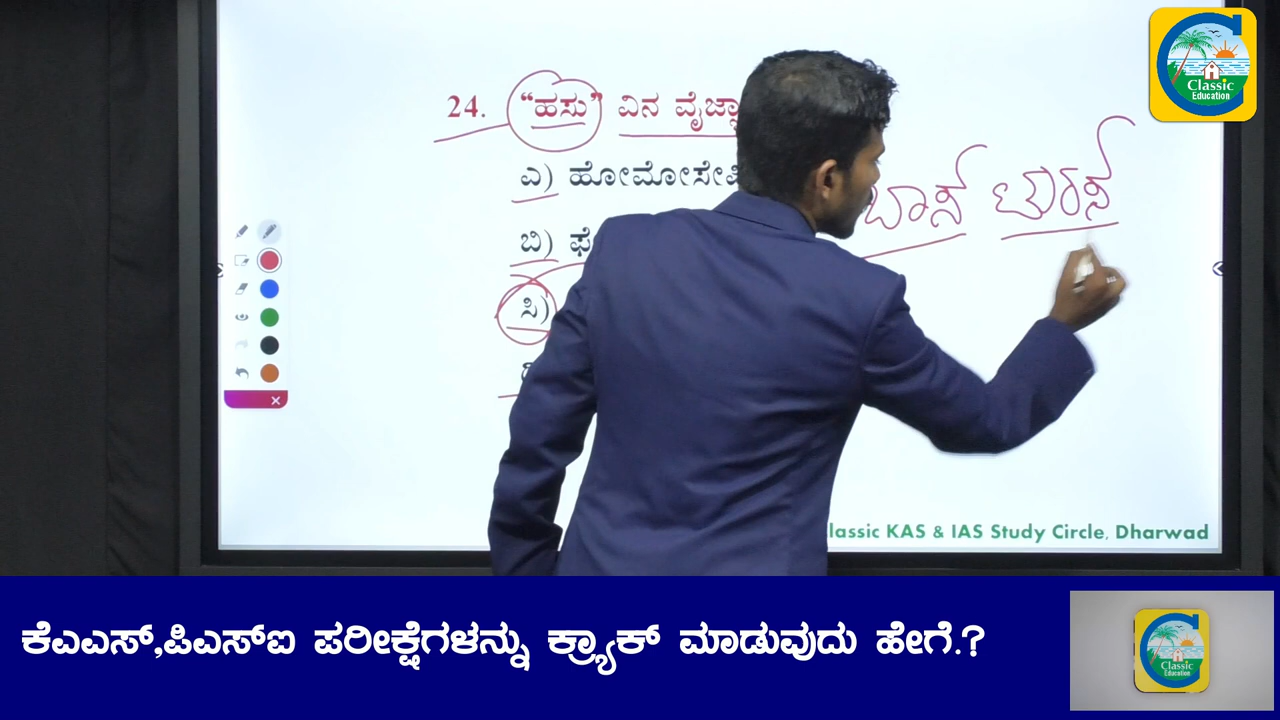 Classic
Education
24. "ಹಸು" ವಿನ
ಎ)
ಬಾಸ್ ಟಾರಸ್
ಬಿ)
ಸಿ)
lassic KAS & IAS Study Circle, Dharwad
ಕೆಎಎಸ್,ಪಿಎಸ್ಐ ಪರೀಕ್ಷೆಗಳನ್ನು ಕ್ರ್ಯಾಕ್ ಮಾಡುವುದು ಹೇಗೆ.?
Classic
Education